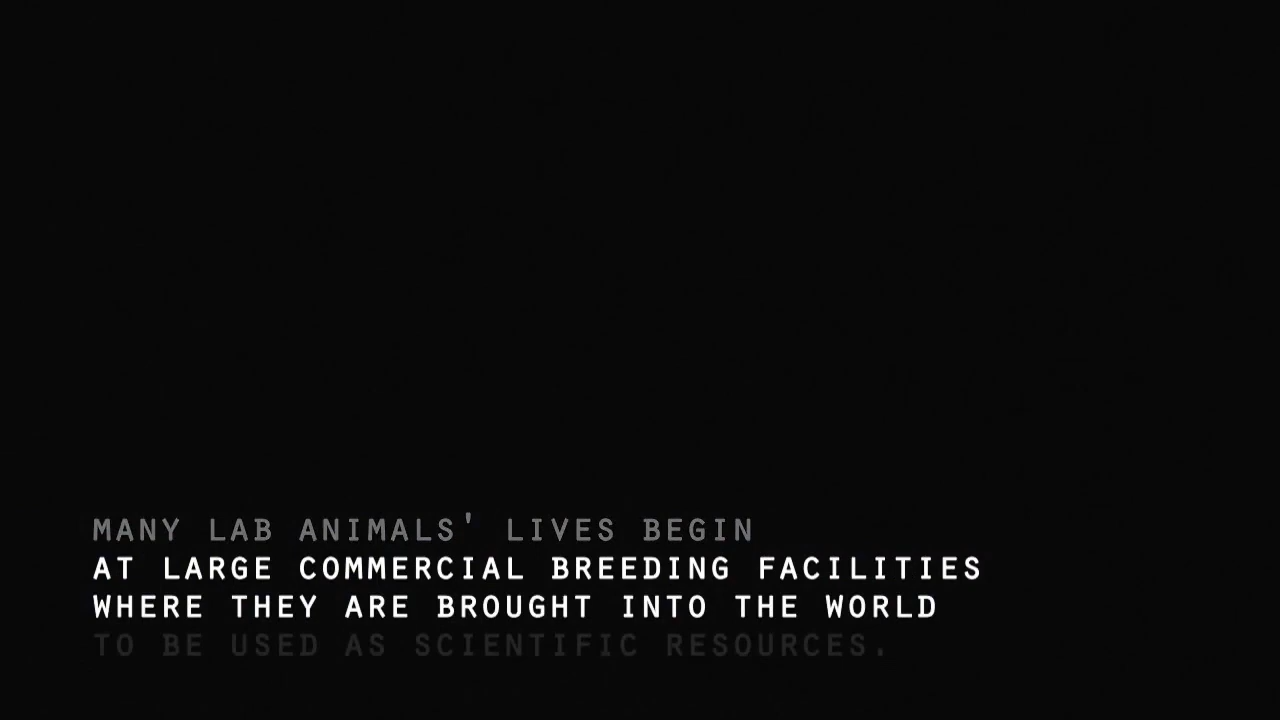 MANY LAB ANIMALS' LIVES BEGIN
AT LARGE COMMERCIAL BREEDING FACILITIES
WHERE THEY ARE BROUGHT INTO THE WORLD
TO BE USED AS SCIENTIFIC RESOURCES.